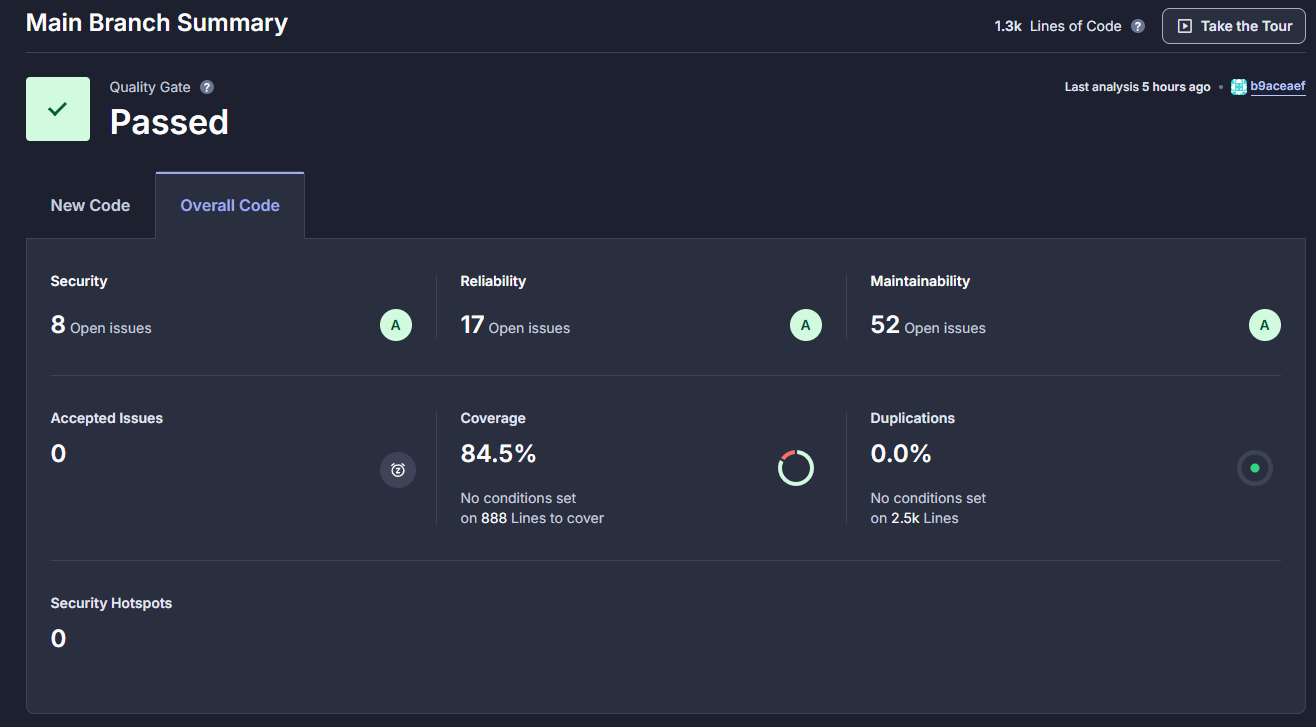 Main Branch Summary
1.3k Lines of Code ?
Take the Tour
Quality Gate ?
Passed
Last analysis 5 hours ago • b9aceaef
New Code
Overall Code
Security
8 Open issues
A
Reliability
17 Open issues
A
Maintainability
52 Open issues
A
Accepted Issues
0
Coverage
84.5%
No conditions set
on 888 Lines to cover
Duplications
0.0%
No conditions set
on 2.5k Lines
Security Hotspots
0